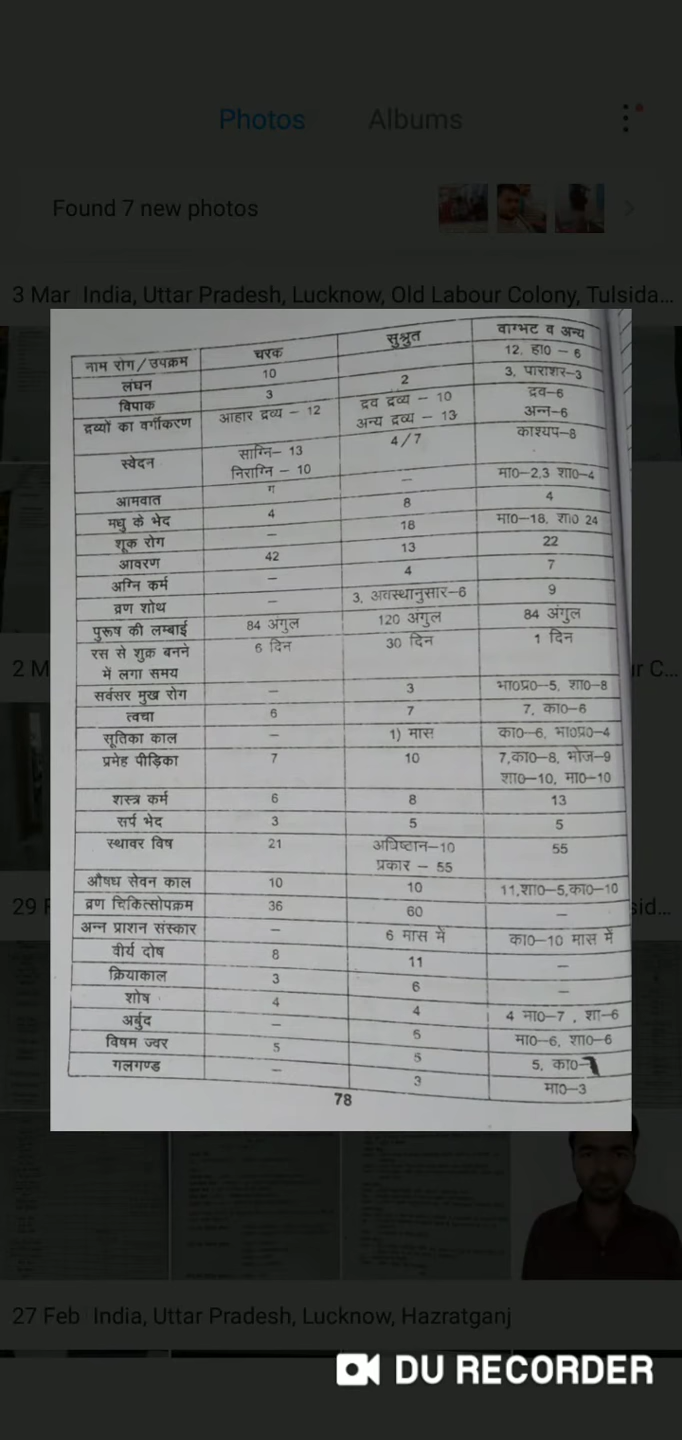 Photos Albums
Found 7 new photos
3 Mar India, Uttar Pradesh, Lucknow, Old Labour Colony, Tulsida...
नाम रोग/उपक्रम चरक सुश्रुत वाग्भट व अन्य
लंघन 10 12, हा0 – 6
विपाक 3 2 3, पाराशर–3
द्रव्यों का वर्गीकरण आहार द्रव्य – 12 द्रव द्रव्य – 10 द्रव–6
अन्य द्रव्य – 13 अन्न–6
स्वेदन साग्नि– 13 4/7 काश्यप–8
निराग्नि – 10
आमवात – मा0–2,3 शा0–4
मधु के भेद 4 8 4
शूक रोग – 18 मा0–18, शा0 24
आवरण 42 13 22
अग्नि कर्म – 4 7
व्रण शोथ – 3, अवस्थानुसार–6 9
पुरूष की लम्बाई 84 अंगुल 120 अंगुल 84 अंगुल
रस से शुक्र बनने 6 दिन 30 दिन 1 दिन
में लगा समय
सर्वसर मुख रोग – 3 भा0प्र0–5, शा0–8
त्वचा 6 7 7, का0–6
सूतिका काल – 1) मास का0–6, भा0प्र0–4
प्रमेह पीड़िका 7 10 7,का0–8, भोज–9
शा0–10, मा0–10
शस्त्र कर्म 6 8 13
सर्प भेद 3 5 5
स्थावर विष 21 अधिष्ठान–10 55
प्रकार – 55
औषध सेवन काल 10 10 11,शा0–5,का0–10
व्रण चिकित्सोपक्रम 36 60 –
अन्न प्राशन संस्कार – 6 मास में का0–10 मास में
वीर्य दोष 8 11 –
क्रियाकाल 3 6 –
शोष 4 4 4 मा0–7 , शा–6
अर्बुद – 6 मा0–6, शा0–6
विषम ज्वर 5 5 5, का0–
गलगण्ड – 3 मा0–3
78
27 Feb India, Uttar Pradesh, Lucknow, Hazratganj
DU RECORDER